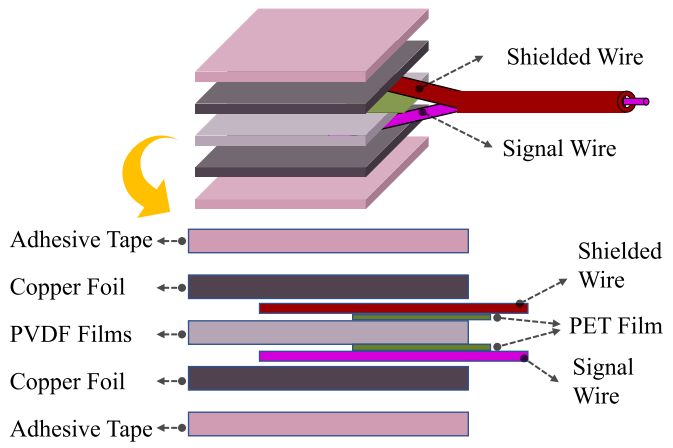 Shielded Wire
Signal Wire
Adhesive Tape
Shielded
Wire
Copper Foil
PET Film
PVDF Films
Signal
Wire
Copper Foil
Adhesive Tape